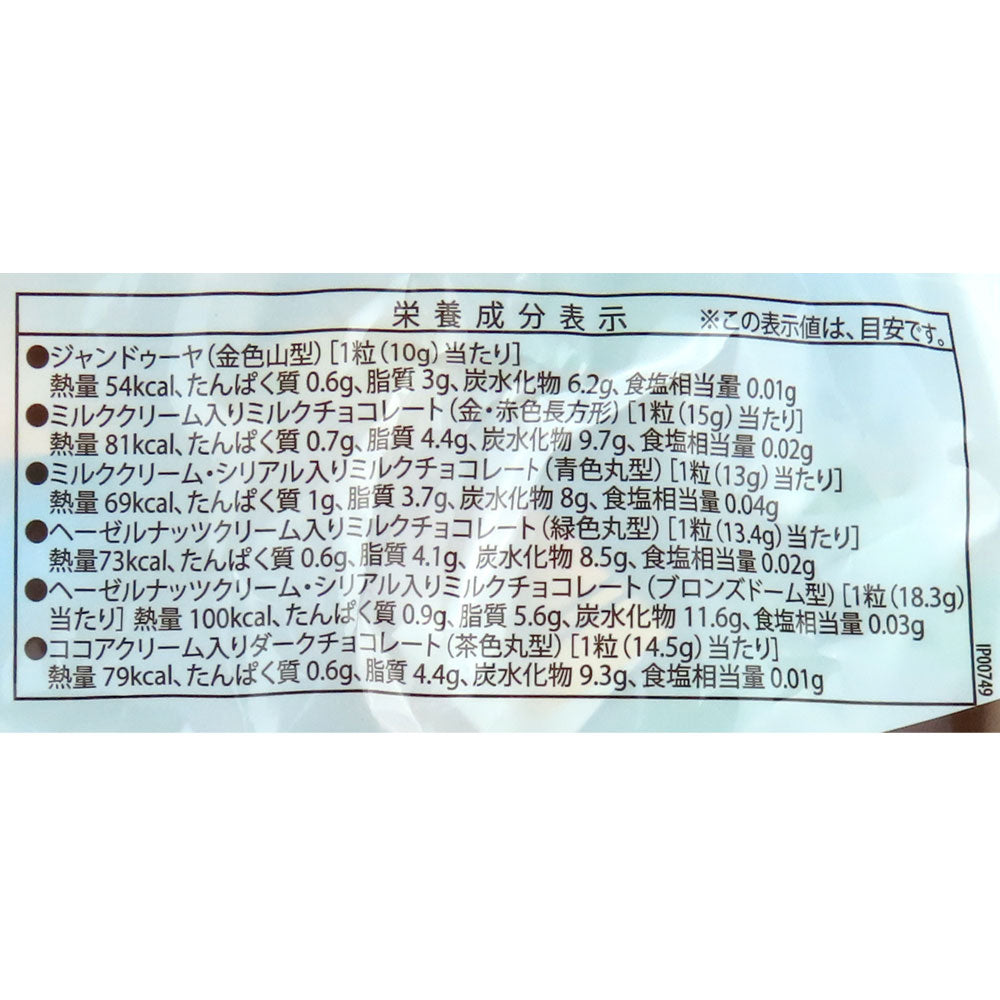 栄養成分表示 ※この表示値は、目安です。
●ジャンドゥーヤ(金色山型)[1粒(10g)当たり]
熱量 54kcal、たんぱく質 0.6g、脂質 3g、炭水化物 6.2g、食塩相当量 0.01g
●ミルククリーム入りミルクチョコレート(金・赤色長方形)[1粒(15g)当たり]
熱量 81kcal、たんぱく質 0.7g、脂質 4.4g、炭水化物 9.7g、食塩相当量 0.02g
●ミルククリーム・シリアル入りミルクチョコレート(青色丸型)[1粒(13g)当たり]
熱量 69kcal、たんぱく質 1g、脂質 3.7g、炭水化物 8g、食塩相当量 0.04g
●ヘーゼルナッツクリーム入りミルクチョコレート(緑色丸型)[1粒(13.4g)当たり]
熱量73kcal、たんぱく質 0.6g、脂質 4.1g、炭水化物 8.5g、食塩相当量 0.02g
●ヘーゼルナッツクリーム・シリアル入りミルクチョコレート(ブロンズドーム型)[1粒(18.3g)
当たり] 熱量 100kcal、たんぱく質 0.9g、脂質 5.6g、炭水化物 11.6g、食塩相当量 0.03g
●ココアクリーム入りダークチョコレート(茶色丸型)[1粒(14.5g)当たり]
熱量 79kcal、たんぱく質 0.6g、脂質 4.4g、炭水化物 9.3g、食塩相当量 0.01g
IP00749